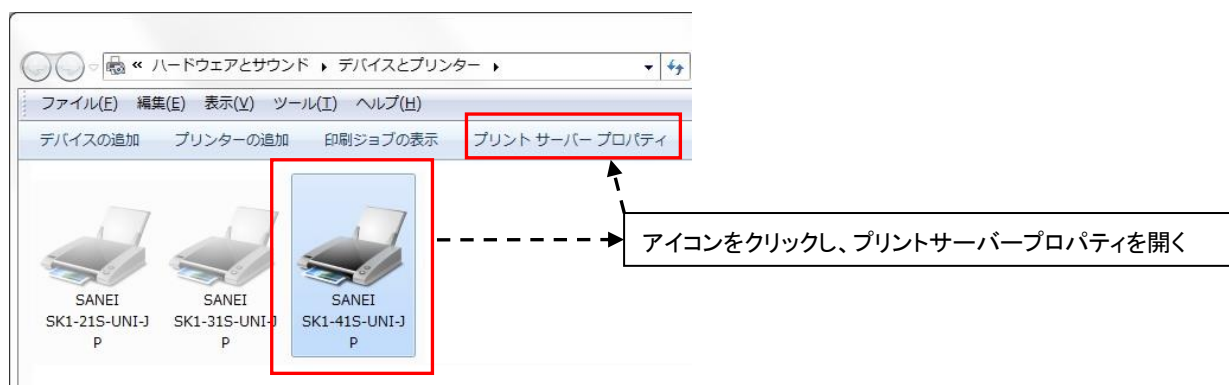 « ハードウェアとサウンド ▸ デバイスとプリンター ▸
ファイル(F) 編集(E) 表示(V) ツール(T) ヘルプ(H)
デバイスの追加 プリンターの追加 印刷ジョブの表示 プリント サーバー プロパティ
アイコンをクリックし、プリントサーバープロパティを開く
SANEI
SK1-21S-UNI-J
P
SANEI
SK1-31S-UNI-J
P
SANEI
SK1-41S-UNI-J
P